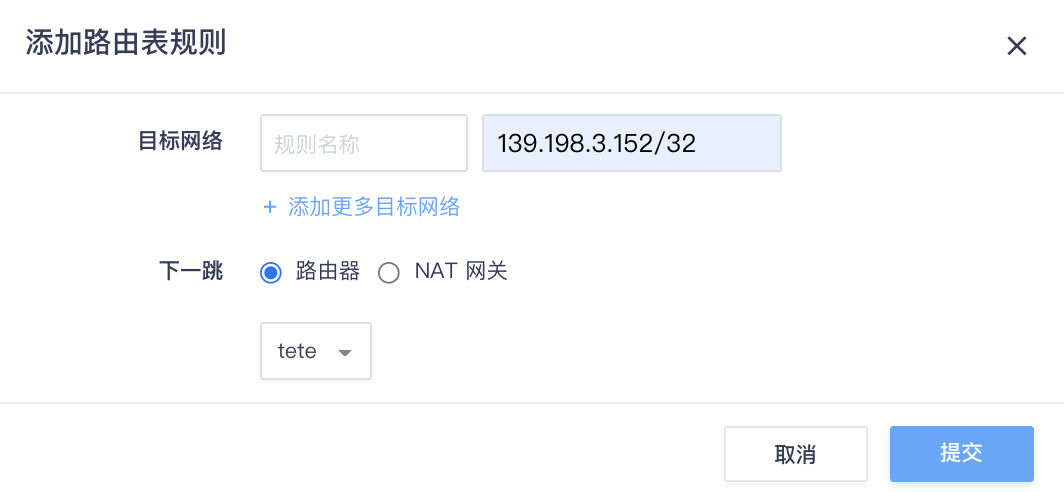 添加路由表规则
目标网络 规则名称 139.198.3.152/32
+ 添加更多目标网络
下一跳 路由器 NAT 网关
tete
取消 提交